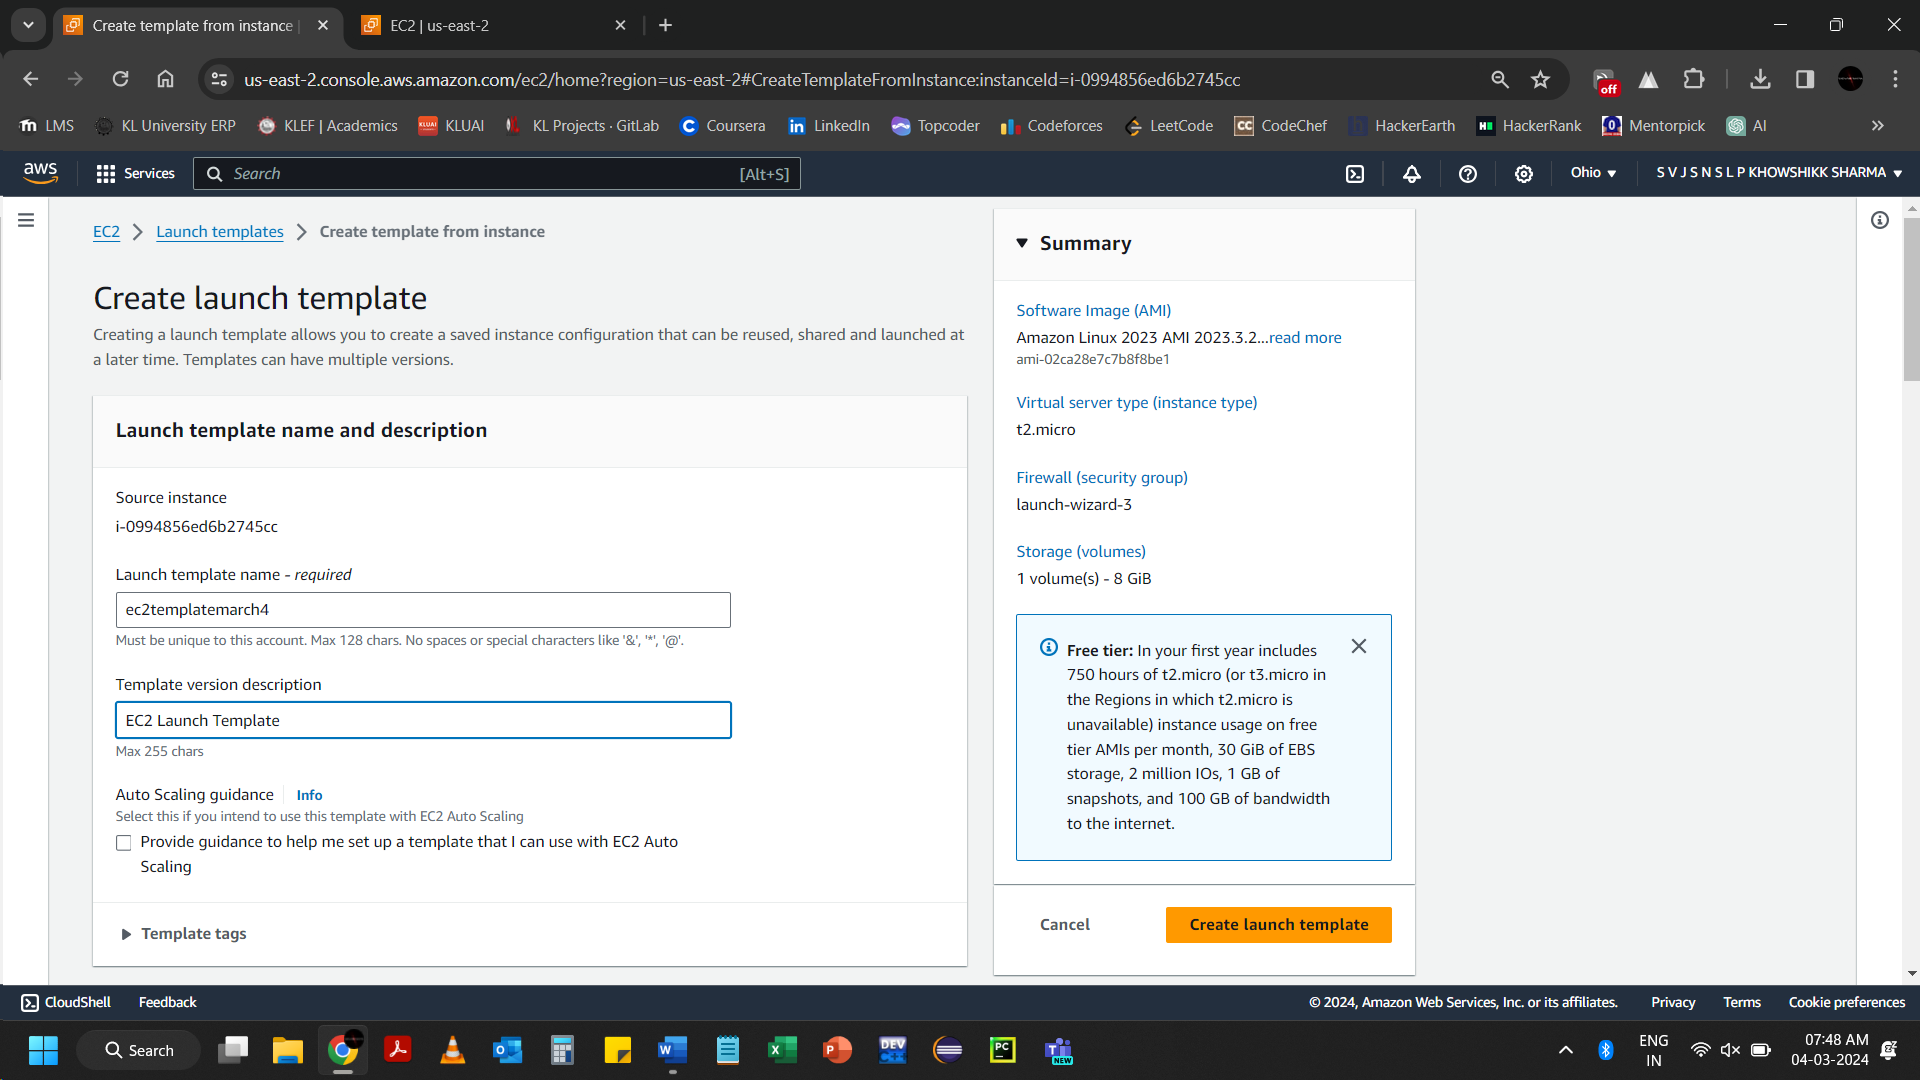 Create template from instance
EC2 | us-east-2
us-east-2.console.aws.amazon.com/ec2/home?region=us-east-2#CreateTemplateFromInstance:instanceId=i-0994856ed6b2745cc
off
LMS
KL University ERP
KLEF | Academics
KLUAI
KLUAI
KL Projects · GitLab
Coursera
LinkedIn
Topcoder
Codeforces
LeetCode
CodeChef
HackerEarth
HackerRank
Mentorpick
AI
aws
Services
Search
[Alt+S]
Ohio
S V J S N S L P KHOWSHIKK SHARMA
EC2
Launch templates
Create template from instance
Create launch template
Creating a launch template allows you to create a saved instance configuration that can be reused, shared and launched at
a later time. Templates can have multiple versions.
Launch template name and description
Source instance
i-0994856ed6b2745cc
Launch template name - required
ec2templatemarch4
Must be unique to this account. Max 128 chars. No spaces or special characters like '&', '*', '@'.
Template version description
EC2 Launch Template
Max 255 chars
Auto Scaling guidance
Info
Select this if you intend to use this template with EC2 Auto Scaling
Provide guidance to help me set up a template that I can use with EC2 Auto
Scaling
Template tags
Summary
Software Image (AMI)
Amazon Linux 2023 AMI 2023.3.2...read more
ami-02ca28e7c7b8f8be1
Virtual server type (instance type)
t2.micro
Firewall (security group)
launch-wizard-3
Storage (volumes)
1 volume(s) - 8 GiB
Free tier: In your first year includes
750 hours of t2.micro (or t3.micro in
the Regions in which t2.micro is
unavailable) instance usage on free
tier AMIs per month, 30 GiB of EBS
storage, 2 million IOs, 1 GB of
snapshots, and 100 GB of bandwidth
to the internet.
Cancel
Create launch template
CloudShell
Feedback
© 2024, Amazon Web Services, Inc. or its affiliates.
Privacy
Terms
Cookie preferences
Search
DEV
PC
NEW
ENG
IN
07:48 AM
04-03-2024